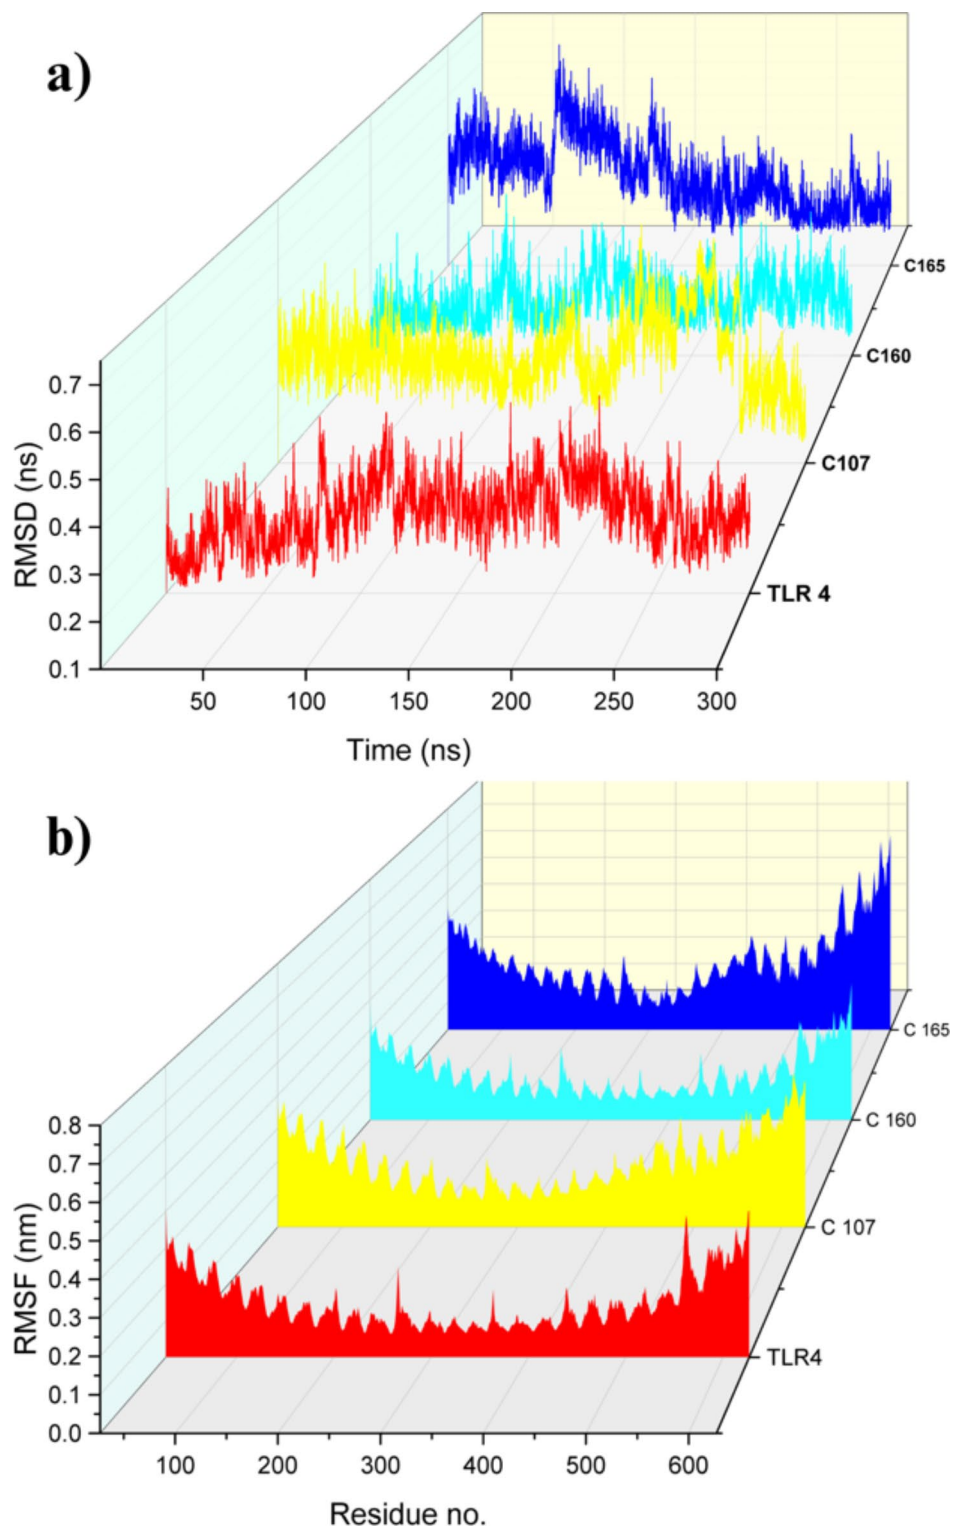 a)
0.7
0.6
0.5
0.4
0.3
0.2
0.1
RMSD (ns)
50 100 150 200 250 300
Time (ns)
C165
C160
C107
TLR 4
b)
0.8
0.7
0.6
0.5
0.4
0.3
0.2
0.1
0.0
RMSF (nm)
100 200 300 400 500 600
Residue no.
C 165
C 160
C 107
TLR4